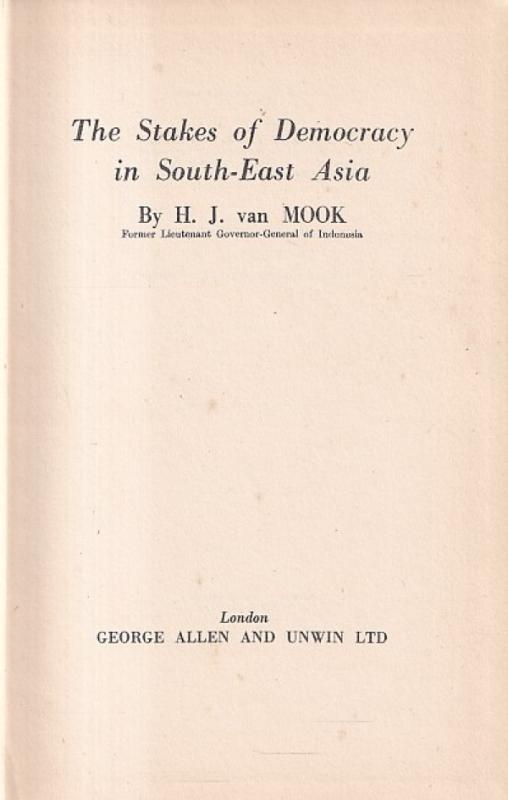 The Stakes of Democracy
in South-East Asia
By H. J. van MOOK
Former Lieutenant Governor-General of Indonesia
London
GEORGE ALLEN AND UNWIN LTD